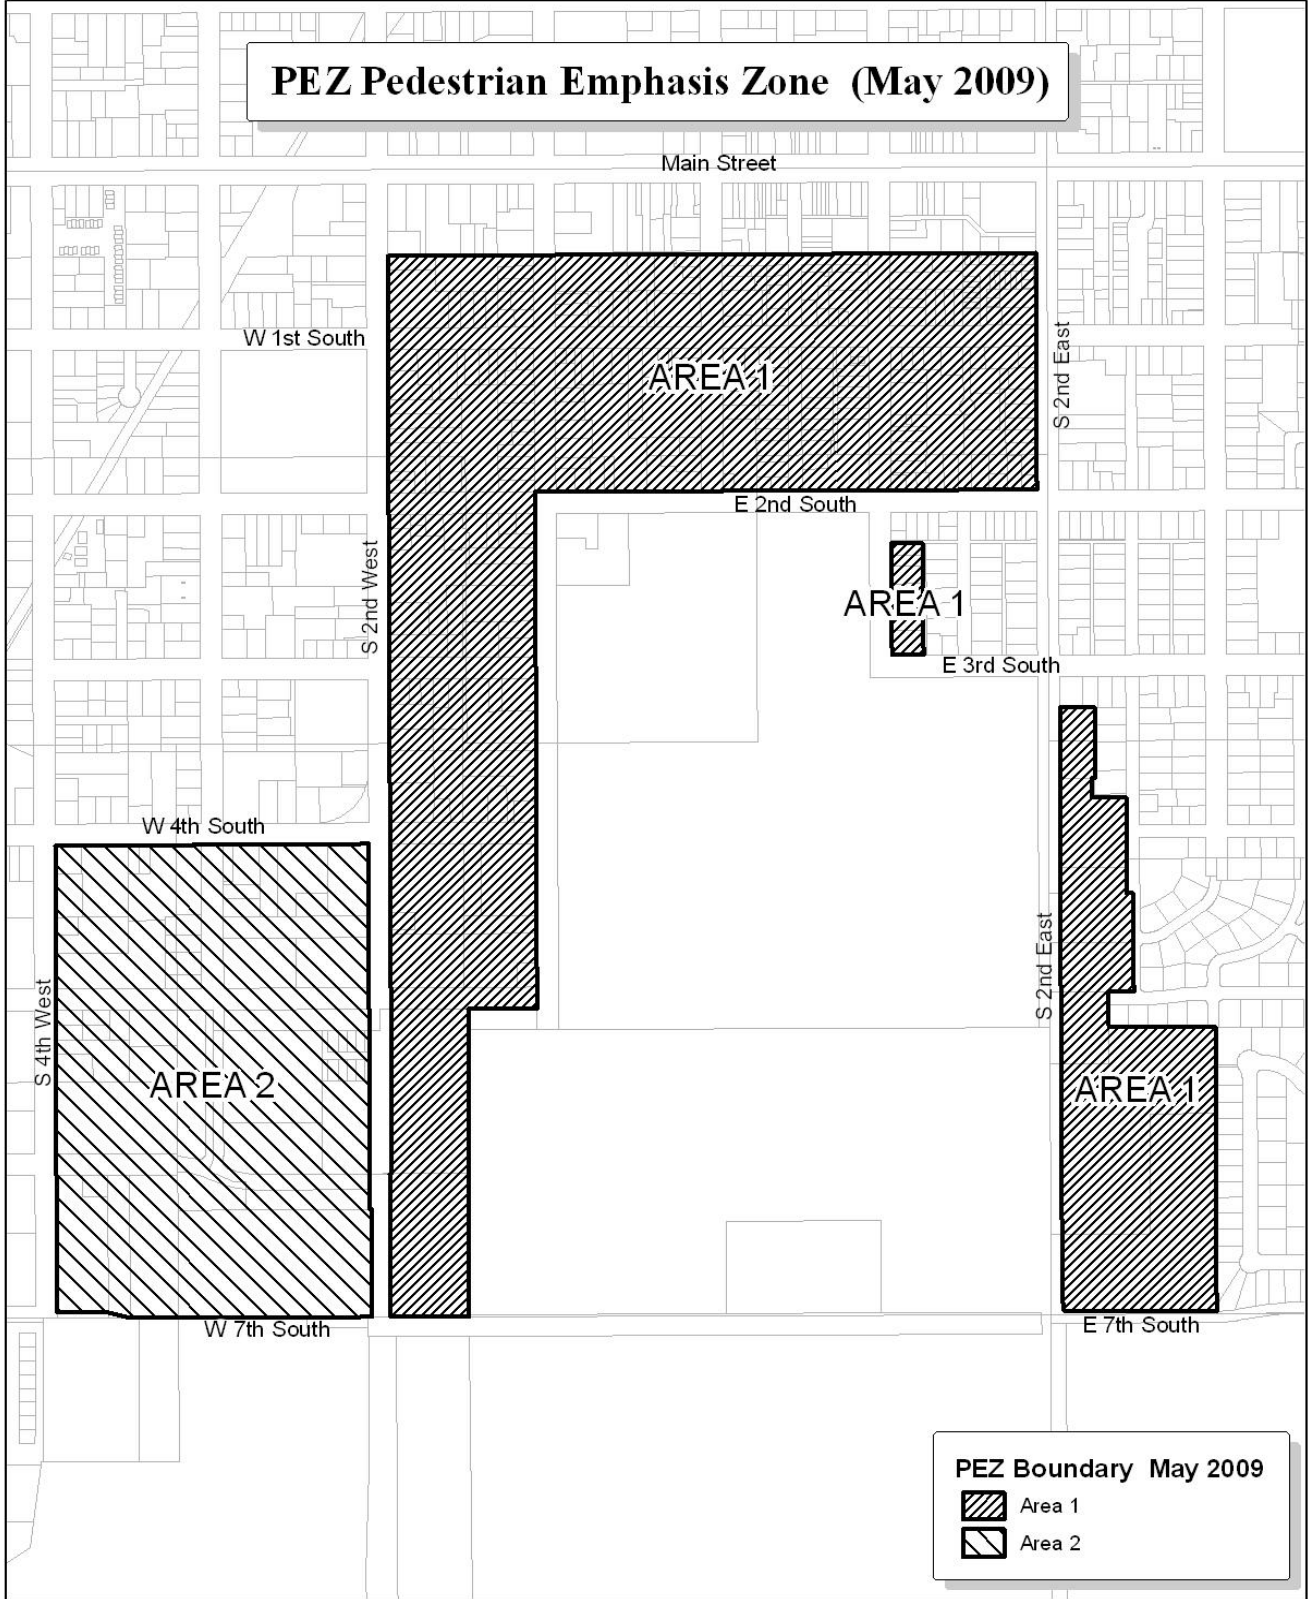 PEZ Pedestrian Emphasis Zone (May 2009)
Main Street
W 1st South
S 2nd East
AREA 1
E 2nd South
S 2nd West
AREA 1
E 3rd South
W 4th South
S 4th West
S 2nd East
AREA 2
AREA 1
W 7th South
E 7th South
PEZ Boundary May 2009
Area 1
Area 2